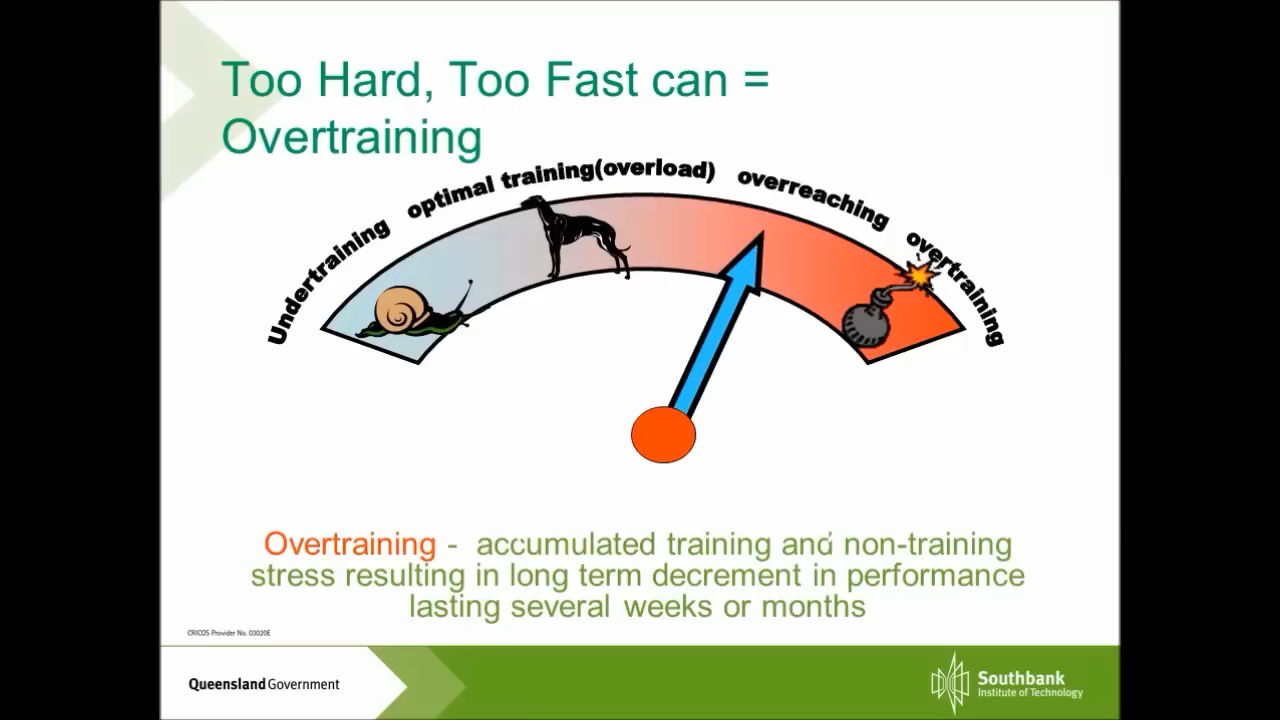 Too Hard, Too Fast can =
Overtraining
Undertraining
optimal training(overload)
overreaching
overtraining
Overtraining - accumulated training and non-training
stress resulting in long term decrement in performance
lasting several weeks or months
CRICOS Provider No. 03020E
Queensland Government
Southbank
Institute of Technology